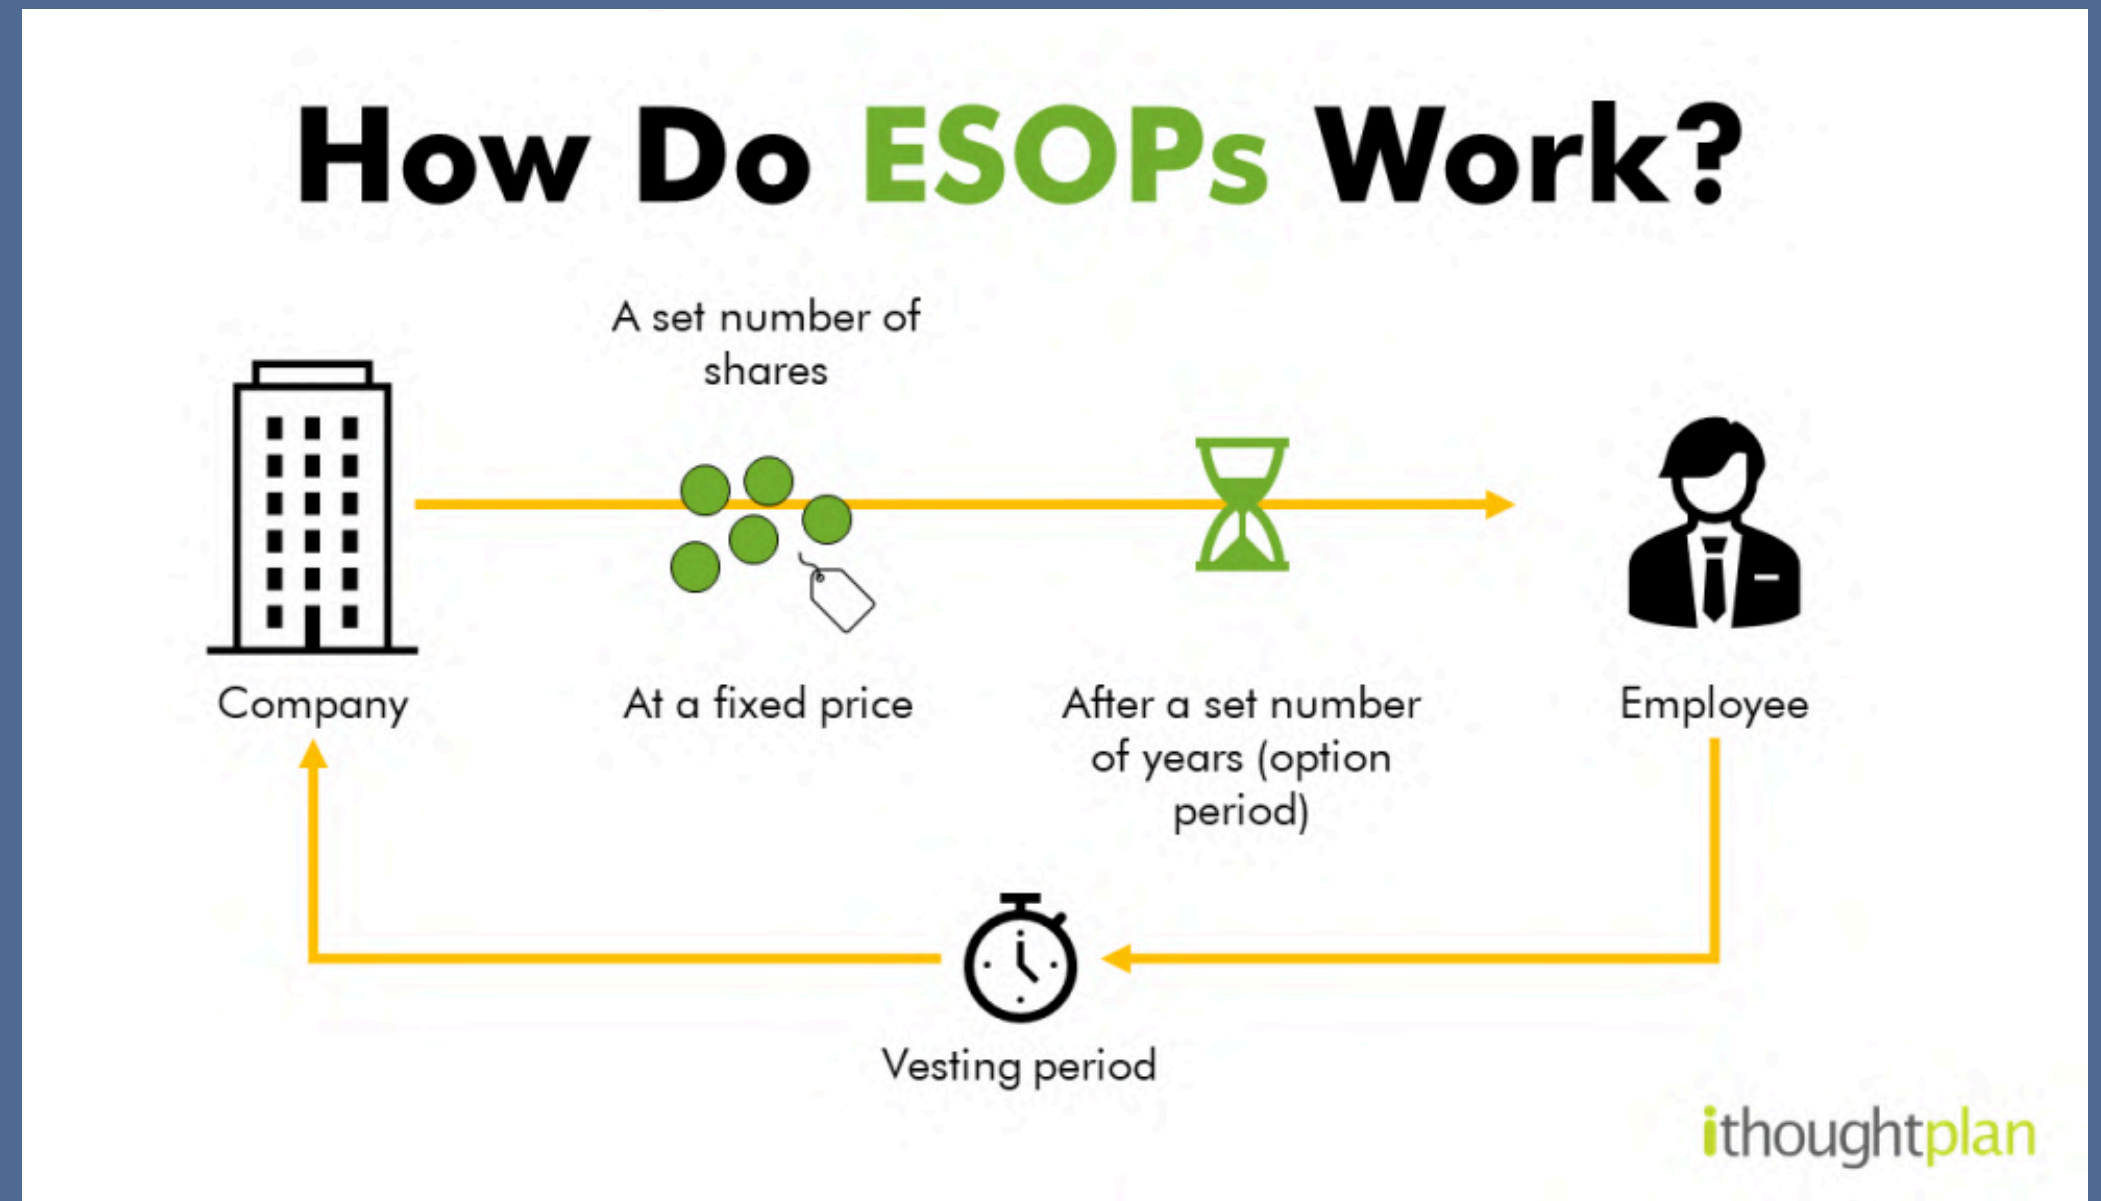 How Do ESOPs Work?
A set number of
shares
Company
At a fixed price
After a set number
of years (option
period)
Employee
Vesting period
ithoughtplan